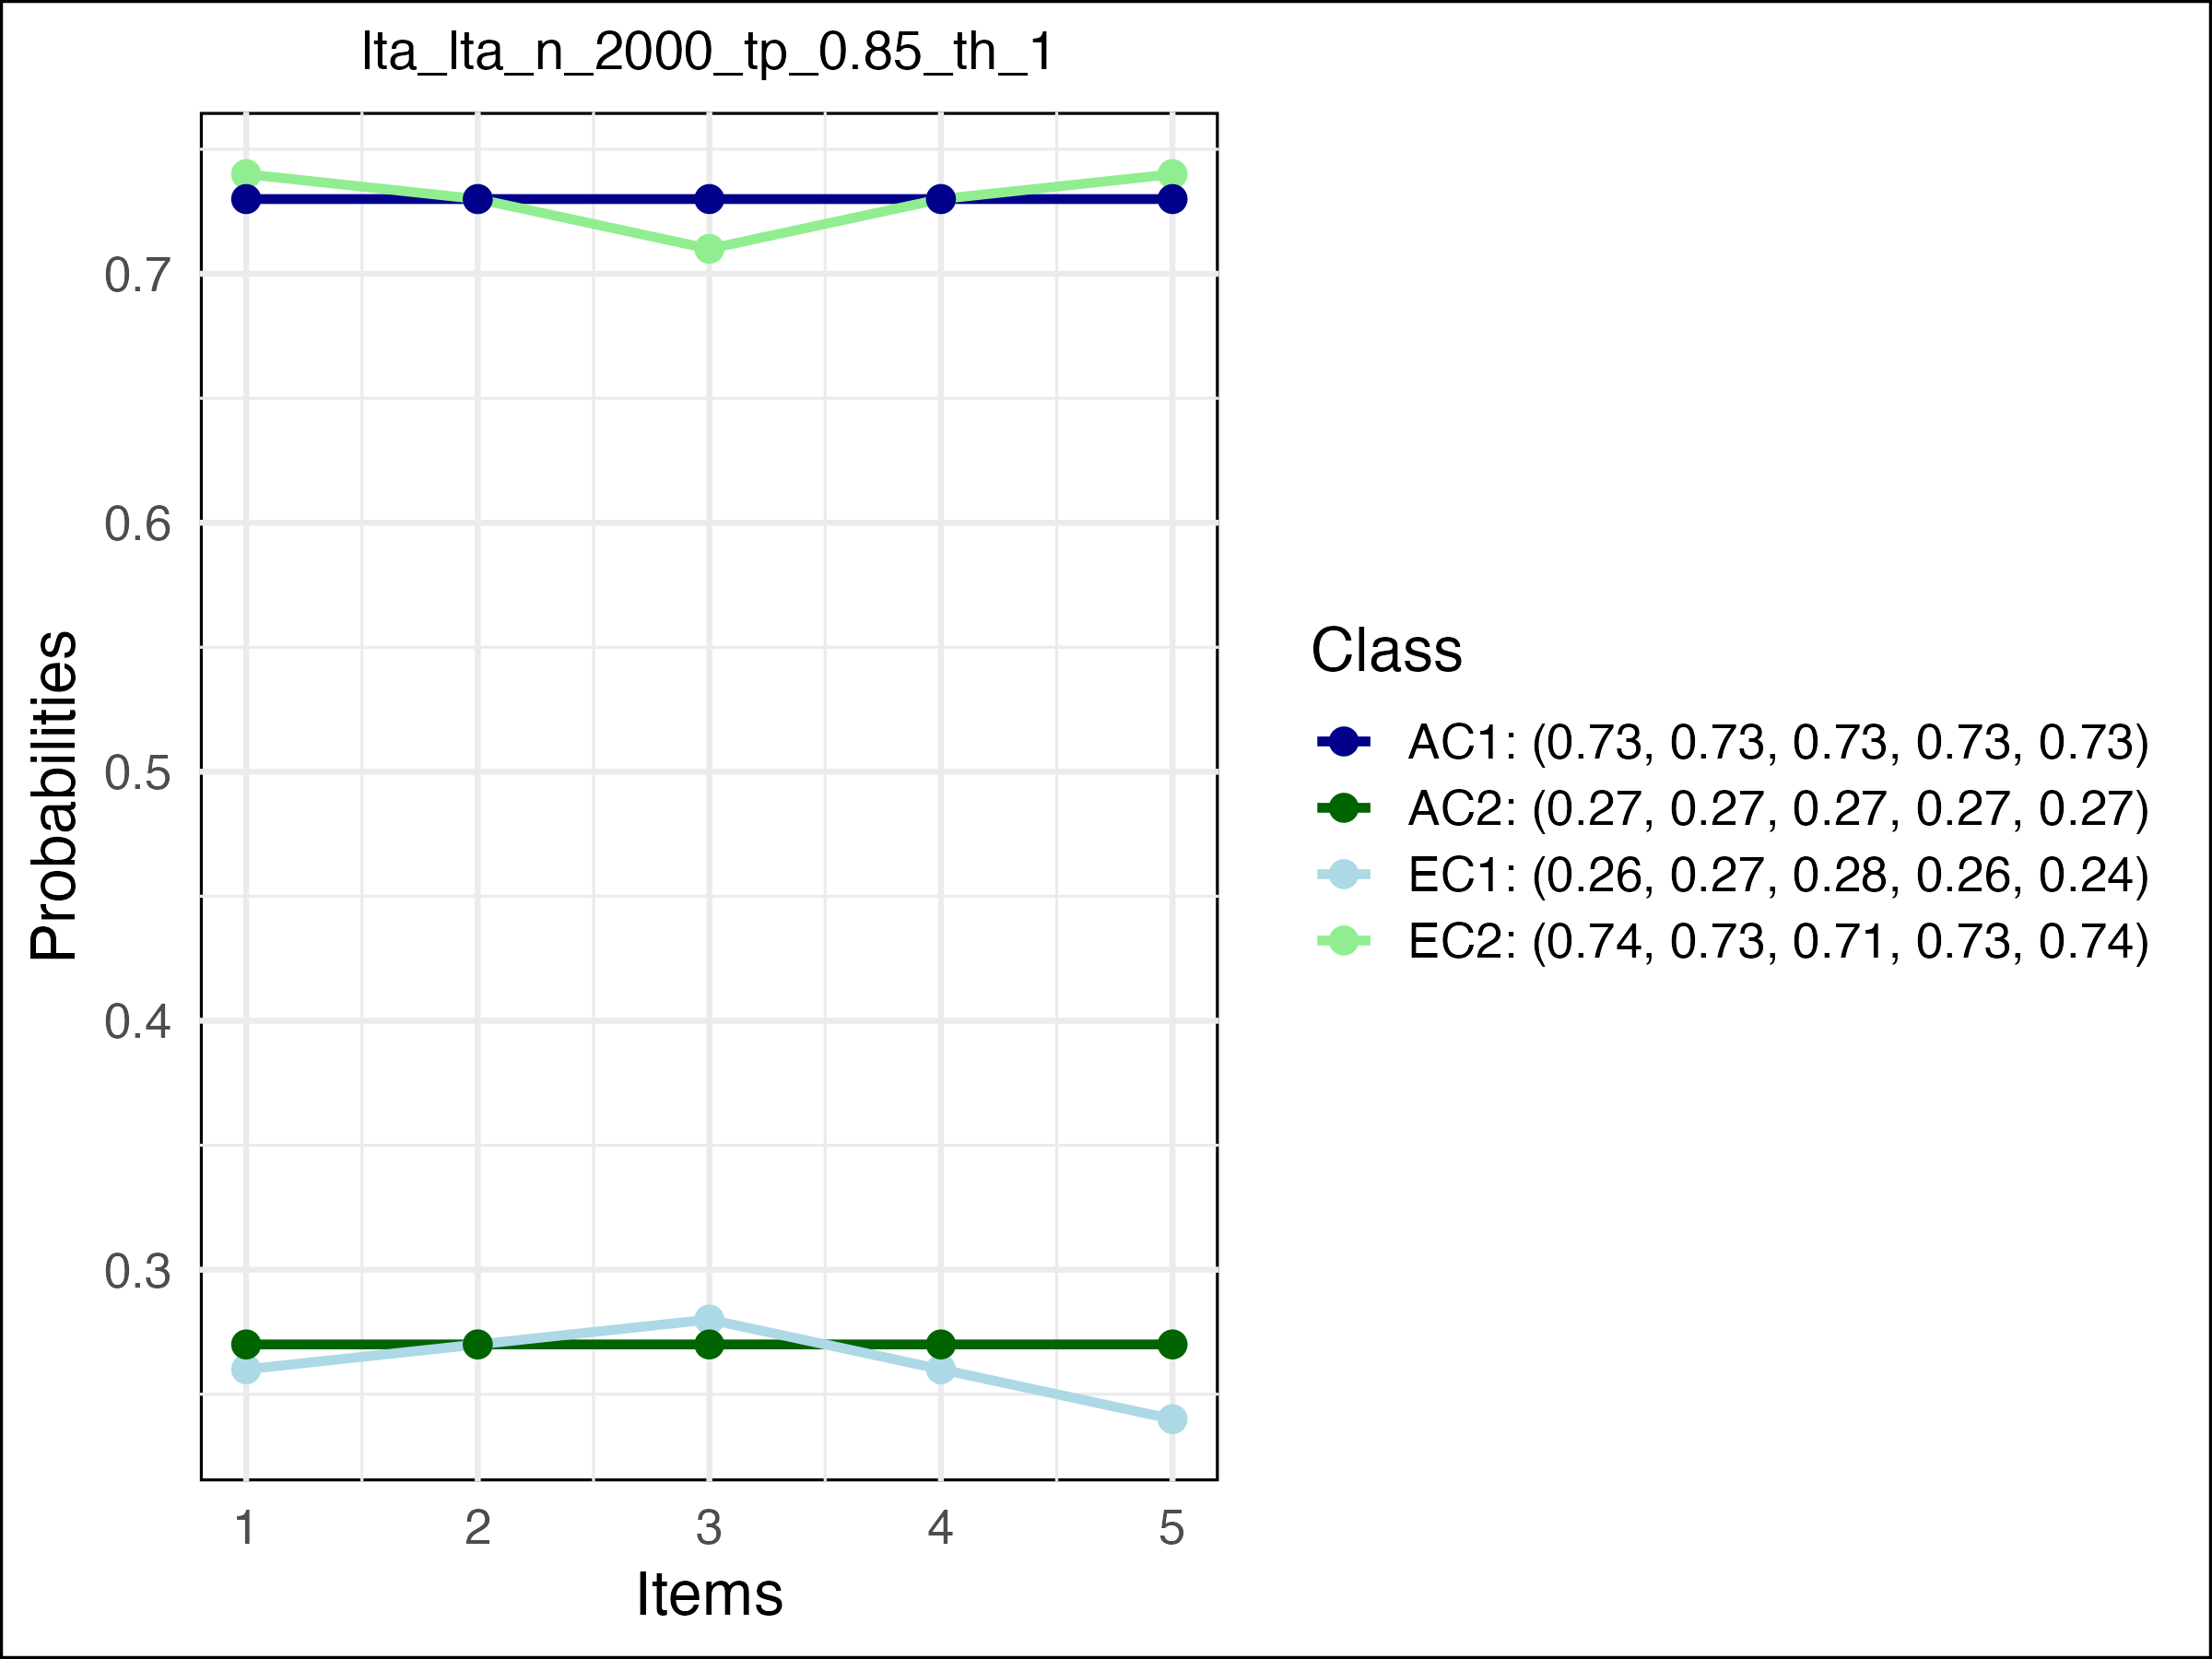 lta_lta_n_2000_tp_0.85_th_1
0.7
0.6
0.5
0.4
0.3
Probabilities
1 2 3 4 5
Items
Class
AC1: (0.73, 0.73, 0.73, 0.73, 0.73)
AC2: (0.27, 0.27, 0.27, 0.27, 0.27)
EC1: (0.26, 0.27, 0.28, 0.26, 0.24)
EC2: (0.74, 0.73, 0.71, 0.73, 0.74)